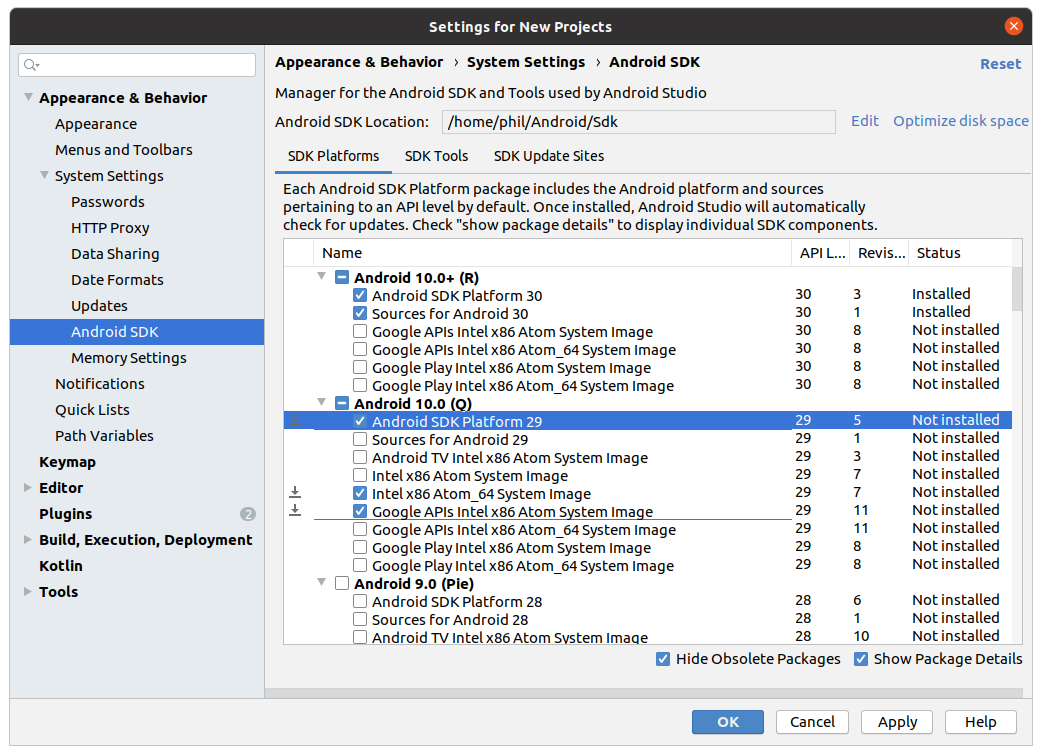 Settings for New Projects
Appearance & Behavior
Appearance
Menus and Toolbars
System Settings
Passwords
HTTP Proxy
Data Sharing
Date Formats
Updates
Android SDK
Memory Settings
Notifications
Quick Lists
Path Variables
Keymap
Editor
Plugins 2
Build, Execution, Deployment
Kotlin
Tools
Appearance & Behavior › System Settings › Android SDK Reset
Manager for the Android SDK and Tools used by Android Studio
Android SDK Location: /home/phil/Android/Sdk Edit Optimize disk space
SDK Platforms SDK Tools SDK Update Sites
Each Android SDK Platform package includes the Android platform and sources
pertaining to an API level by default. Once installed, Android Studio will automatically
check for updates. Check "show package details" to display individual SDK components.
Name API L... Revis... Status
Android 10.0+ (R)
Android SDK Platform 30 30 3 Installed
Sources for Android 30 30 1 Installed
Google APIs Intel x86 Atom System Image 30 8 Not installed
Google APIs Intel x86 Atom_64 System Image 30 8 Not installed
Google Play Intel x86 Atom System Image 30 8 Not installed
Google Play Intel x86 Atom_64 System Image 30 8 Not installed
Android 10.0 (Q)
Android SDK Platform 29 29 5 Not installed
Sources for Android 29 29 1 Not installed
Android TV Intel x86 Atom System Image 29 3 Not installed
Intel x86 Atom System Image 29 7 Not installed
Intel x86 Atom_64 System Image 29 7 Not installed
Google APIs Intel x86 Atom System Image 29 11 Not installed
Google APIs Intel x86 Atom_64 System Image 29 11 Not installed
Google Play Intel x86 Atom System Image 29 8 Not installed
Google Play Intel x86 Atom_64 System Image 29 8 Not installed
Android 9.0 (Pie)
Android SDK Platform 28 28 6 Not installed
Sources for Android 28 28 1 Not installed
Android TV Intel x86 Atom System Image 28 10 Not installed
Hide Obsolete Packages Show Package Details
OK Cancel Apply Help